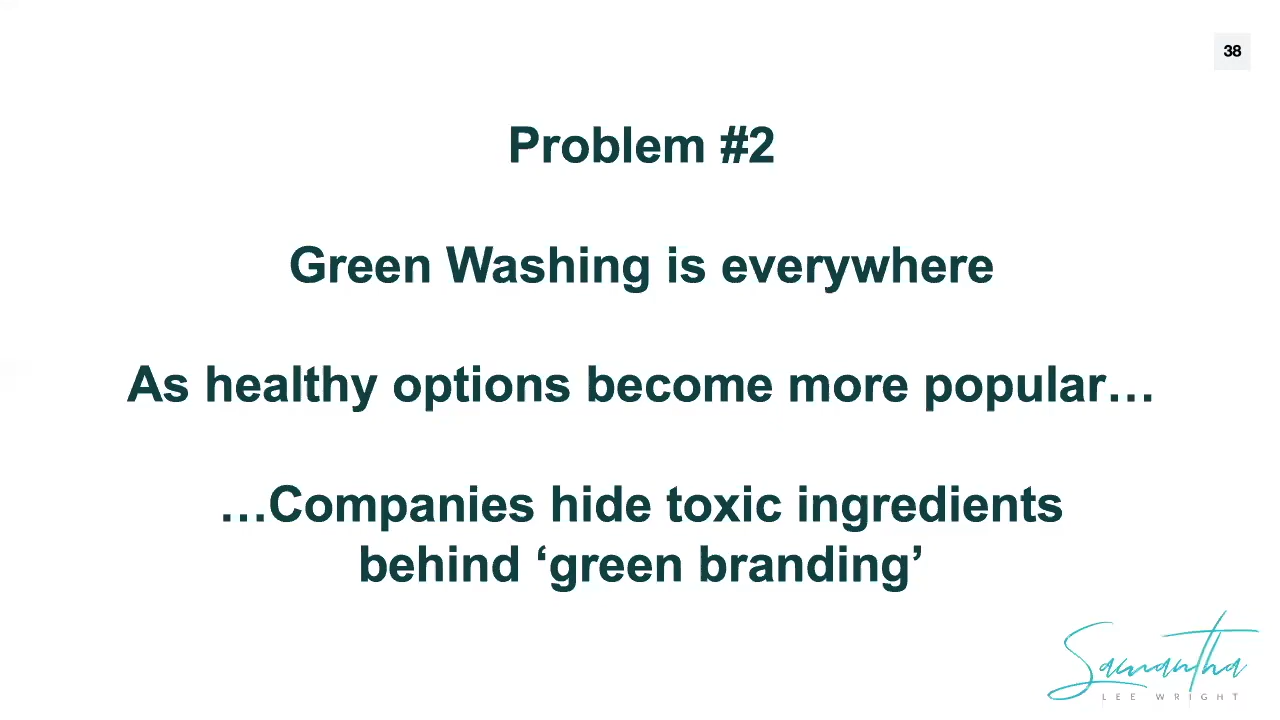 38
Problem #2
Green Washing is everywhere
As healthy options become more popular…
…Companies hide toxic ingredients
behind ‘green branding’
Samantha
LEE WRIGHT